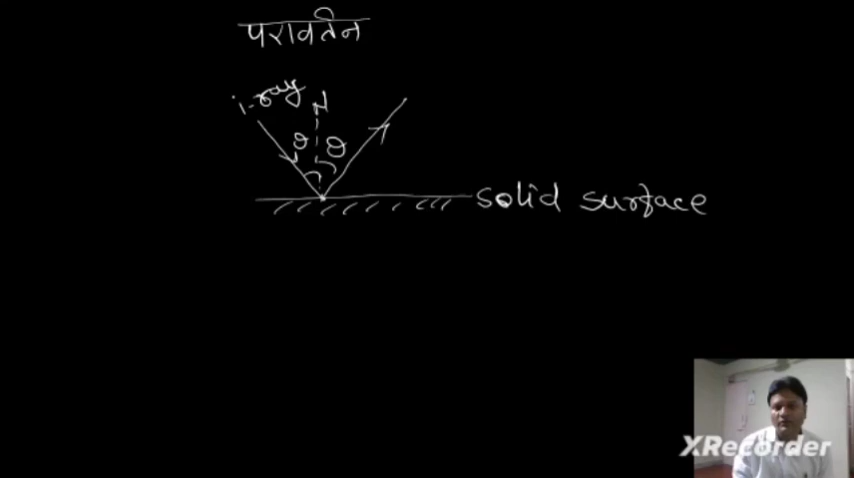 परावर्तन
i-ray
N
θ θ
solid surface
XRecorder